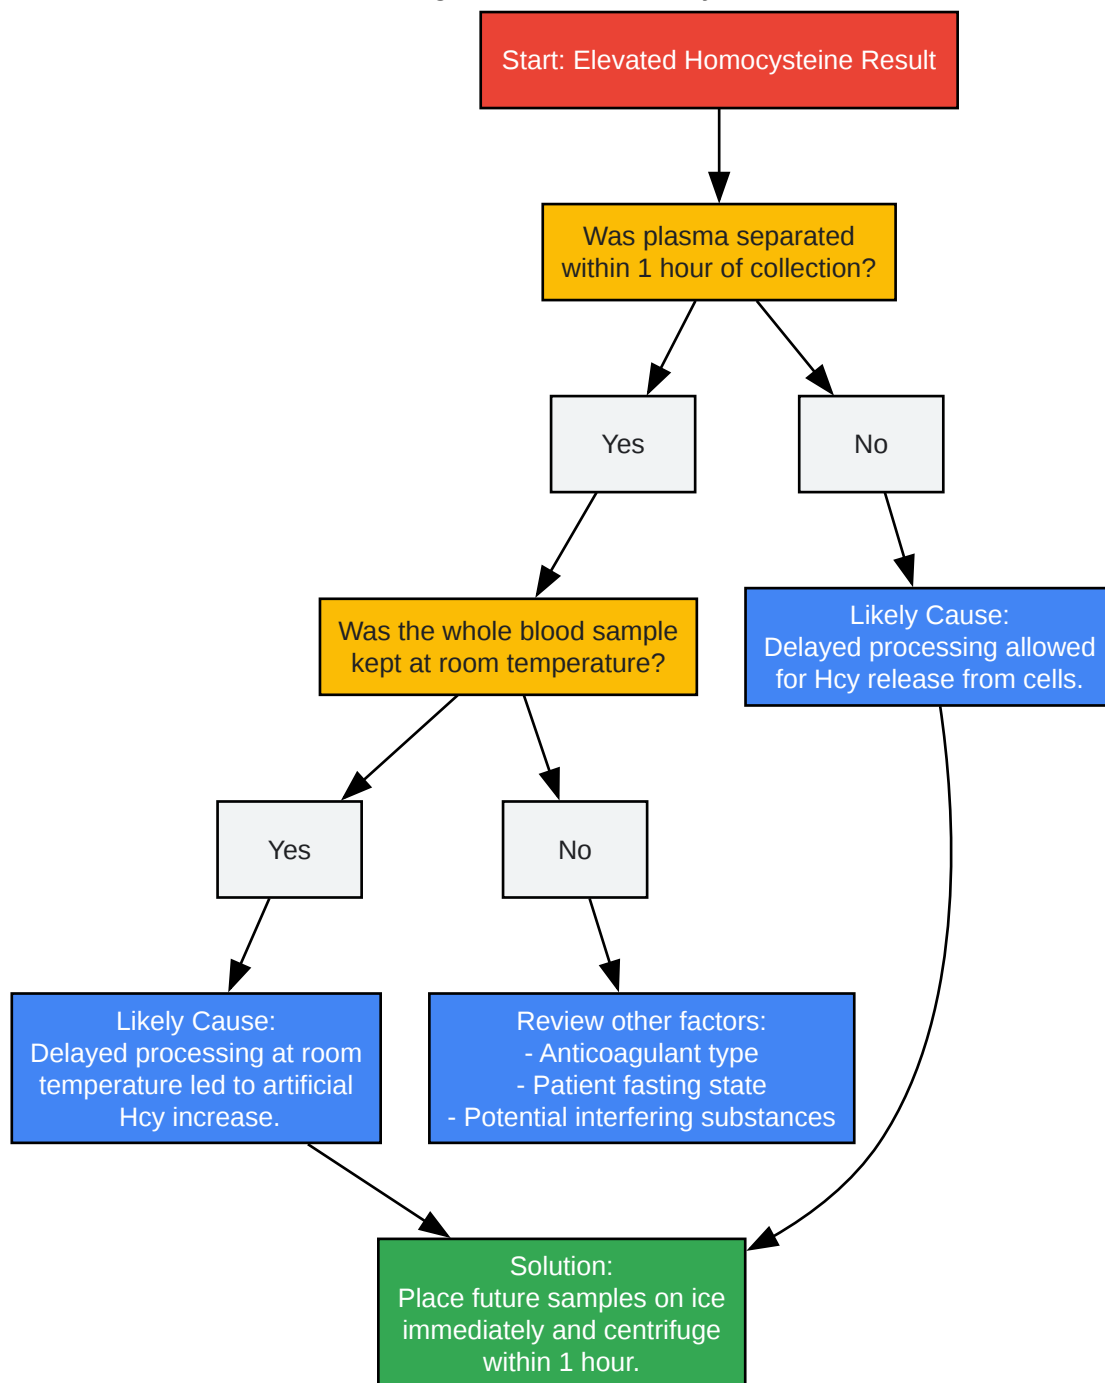 Start: Elevated Homocysteine Result
Was plasma separated
within 1 hour of collection?
Yes
No
Was the whole blood sample
kept at room temperature?
Likely Cause:
Delayed processing allowed
for Hcy release from cells.
Yes
No
Likely Cause:
Delayed processing at room
temperature led to artificial
Hcy increase.
Review other factors:
- Anticoagulant type
- Patient fasting state
- Potential interfering substances
Solution:
Place future samples on ice
immediately and centrifuge
within 1 hour.